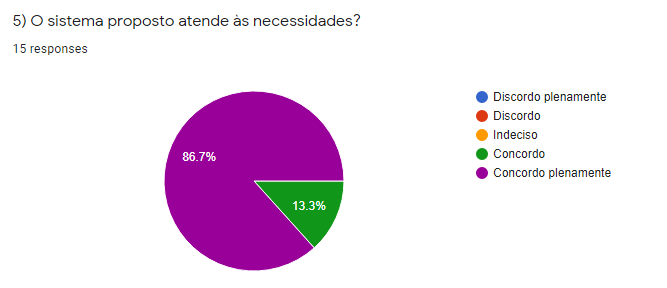 5) O sistema proposto atende às necessidades?
15 responses
86.7%
13.3%
Discordo plenamente
Discordo
Indeciso
Concordo
Concordo plenamente